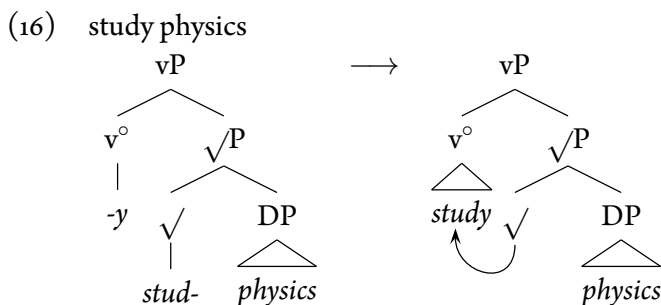 (16) study physics
vP → vP
v° √P v° √P
-y √ DP study √ DP
stud- physics physics